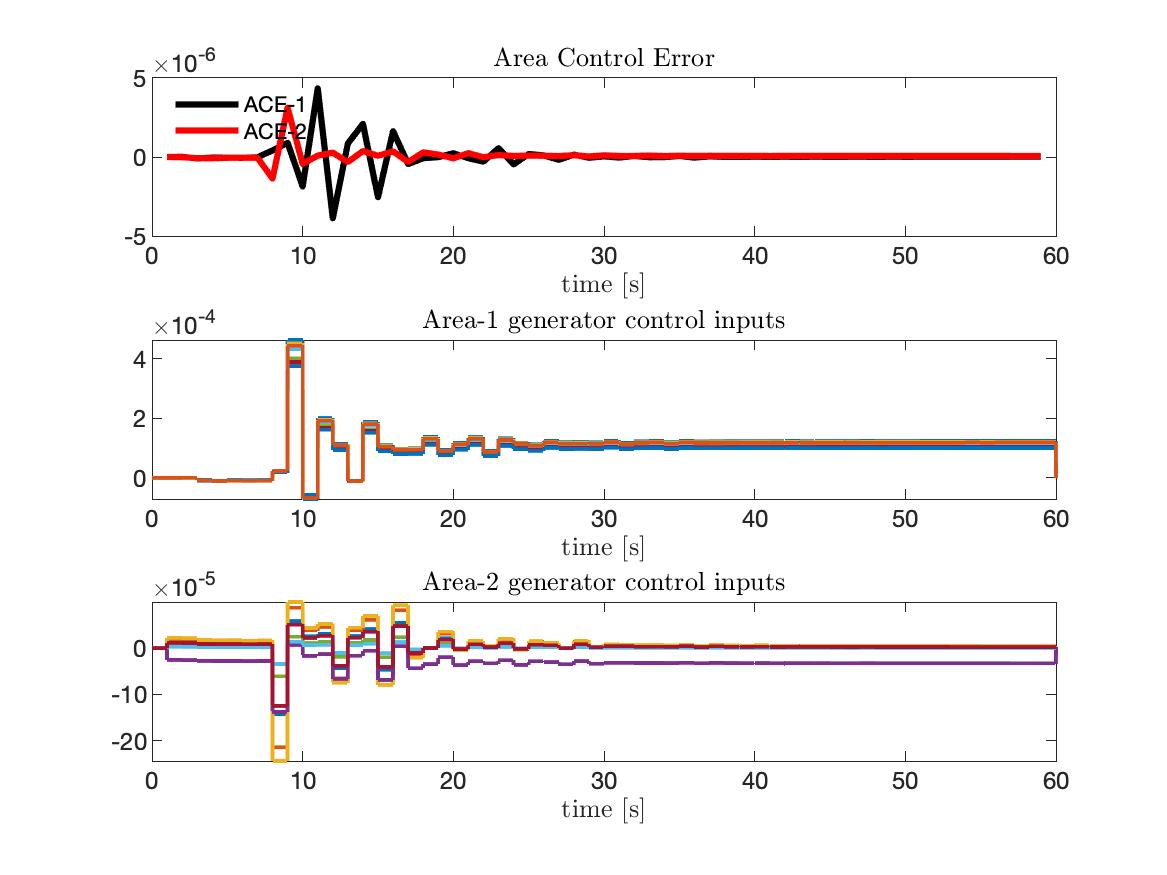 Area Control Error
×10-6
5
0
-5
ACE-1
ACE-2
0 10 20 30 40 50 60
time [s]
Area-1 generator control inputs
×10-4
4
2
0
0 10 20 30 40 50 60
time [s]
Area-2 generator control inputs
×10-5
0
-10
-20
0 10 20 30 40 50 60
time [s]